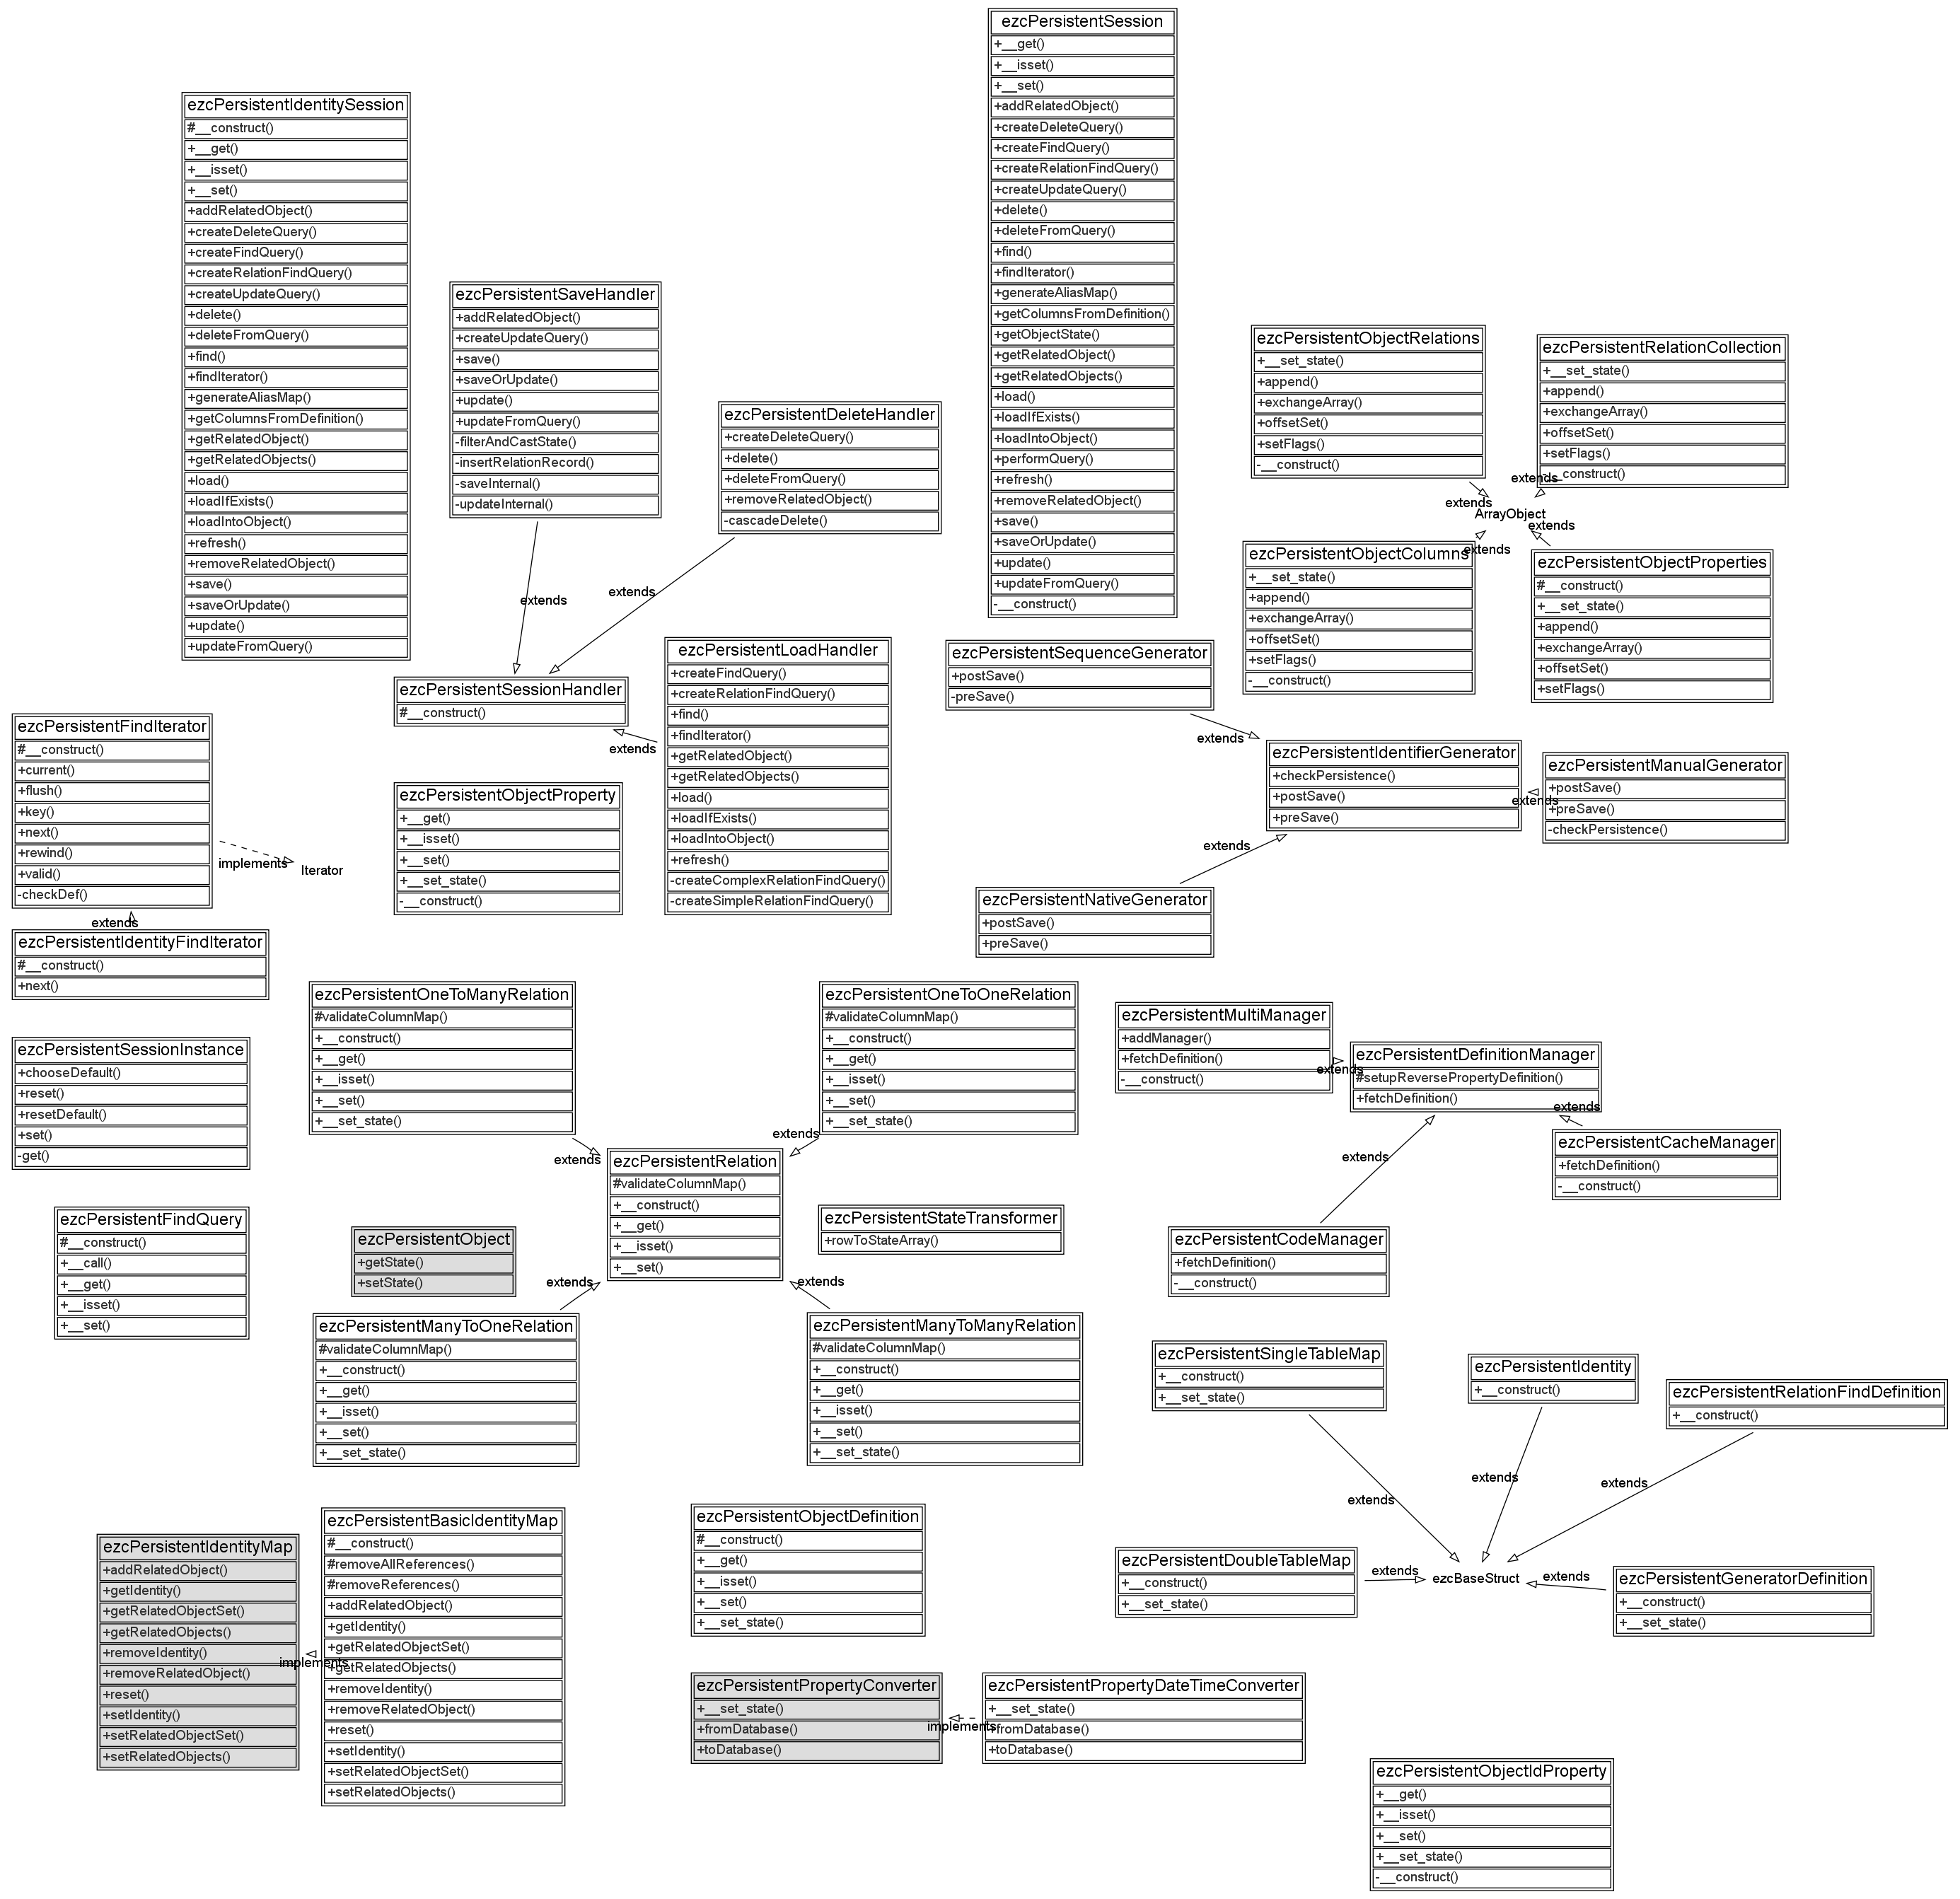 ezcPersistentSession
+__get()
+__isset()
+__set()
+addRelatedObject()
+createDeleteQuery()
+createFindQuery()
+createRelationFindQuery()
+createUpdateQuery()
+delete()
+deleteFromQuery()
+find()
+findIterator()
+generateAliasMap()
+getColumnsFromDefinition()
+getObjectState()
+getRelatedObject()
+getRelatedObjects()
+load()
+loadIfExists()
+loadIntoObject()
+performQuery()
+refresh()
+removeRelatedObject()
+save()
+saveOrUpdate()
+update()
+updateFromQuery()
-__construct()
ezcPersistentIdentitySession
#__construct()
+__get()
+__isset()
+__set()
+addRelatedObject()
+createDeleteQuery()
+createFindQuery()
+createRelationFindQuery()
+createUpdateQuery()
+delete()
+deleteFromQuery()
+find()
+findIterator()
+generateAliasMap()
+getColumnsFromDefinition()
+getRelatedObject()
+getRelatedObjects()
+load()
+loadIfExists()
+loadIntoObject()
+refresh()
+removeRelatedObject()
+save()
+saveOrUpdate()
+update()
+updateFromQuery()
ezcPersistentSaveHandler
+addRelatedObject()
+createUpdateQuery()
+save()
+saveOrUpdate()
+update()
+updateFromQuery()
-filterAndCastState()
-insertRelationRecord()
-saveInternal()
-updateInternal()
ezcPersistentDeleteHandler
+createDeleteQuery()
+delete()
+deleteFromQuery()
+removeRelatedObject()
-cascadeDelete()
extends
extends
ezcPersistentObjectRelations
+__set_state()
+append()
+exchangeArray()
+offsetSet()
+setFlags()
-__construct()
ezcPersistentRelationCollection
+__set_state()
+append()
+exchangeArray()
+offsetSet()
+setFlags()
-__construct()
extends
extends
ArrayObject
extends
extends
ezcPersistentObjectColumns
+__set_state()
+append()
+exchangeArray()
+offsetSet()
+setFlags()
-__construct()
ezcPersistentObjectProperties
#__construct()
+__set_state()
+append()
+exchangeArray()
+offsetSet()
+setFlags()
ezcPersistentSessionHandler
#__construct()
extends
ezcPersistentLoadHandler
+createFindQuery()
+createRelationFindQuery()
+find()
+findIterator()
+getRelatedObject()
+getRelatedObjects()
+load()
+loadIfExists()
+loadIntoObject()
+refresh()
-createComplexRelationFindQuery()
-createSimpleRelationFindQuery()
ezcPersistentSequenceGenerator
+postSave()
-preSave()
extends
ezcPersistentIdentifierGenerator
+checkPersistence()
+postSave()
+preSave()
extends
ezcPersistentManualGenerator
+postSave()
+preSave()
-checkPersistence()
extends
ezcPersistentNativeGenerator
+postSave()
+preSave()
ezcPersistentFindIterator
#__construct()
+current()
+flush()
+key()
+next()
+rewind()
+valid()
-checkDef()
implements
Iterator
extends
ezcPersistentIdentityFindIterator
#__construct()
+next()
ezcPersistentObjectProperty
+__get()
+__isset()
+__set()
+__set_state()
-__construct()
ezcPersistentOneToManyRelation
#validateColumnMap()
+__construct()
+__get()
+__isset()
+__set()
+__set_state()
ezcPersistentOneToOneRelation
#validateColumnMap()
+__construct()
+__get()
+__isset()
+__set()
+__set_state()
ezcPersistentMultiManager
+addManager()
+fetchDefinition()
-__construct()
extends
ezcPersistentDefinitionManager
#setupReversePropertyDefinition()
+fetchDefinition()
extends
ezcPersistentCacheManager
+fetchDefinition()
-__construct()
extends
ezcPersistentCodeManager
+fetchDefinition()
-__construct()
ezcPersistentSessionInstance
+chooseDefault()
+reset()
+resetDefault()
+set()
-get()
extends
extends
ezcPersistentRelation
#validateColumnMap()
+__construct()
+__get()
+__isset()
+__set()
ezcPersistentStateTransformer
+rowToStateArray()
ezcPersistentFindQuery
#__construct()
+__call()
+__get()
+__isset()
+__set()
ezcPersistentObject
+getState()
+setState()
extends
extends
ezcPersistentManyToOneRelation
#validateColumnMap()
+__construct()
+__get()
+__isset()
+__set()
+__set_state()
ezcPersistentManyToManyRelation
#validateColumnMap()
+__construct()
+__get()
+__isset()
+__set()
+__set_state()
ezcPersistentSingleTableMap
+__construct()
+__set_state()
ezcPersistentIdentity
+__construct()
ezcPersistentRelationFindDefinition
+__construct()
extends
extends
extends
ezcPersistentDoubleTableMap
+__construct()
+__set_state()
extends
ezcBaseStruct
extends
ezcPersistentGeneratorDefinition
+__construct()
+__set_state()
ezcPersistentIdentityMap
+addRelatedObject()
+getIdentity()
+getRelatedObjectSet()
+getRelatedObjects()
+removeIdentity()
+removeRelatedObject()
+reset()
+setIdentity()
+setRelatedObjectSet()
+setRelatedObjects()
implements
ezcPersistentBasicIdentityMap
#__construct()
#removeAllReferences()
#removeReferences()
+addRelatedObject()
+getIdentity()
+getRelatedObjectSet()
+getRelatedObjects()
+removeIdentity()
+removeRelatedObject()
+reset()
+setIdentity()
+setRelatedObjectSet()
+setRelatedObjects()
ezcPersistentObjectDefinition
#__construct()
+__get()
+__isset()
+__set()
+__set_state()
ezcPersistentPropertyConverter
+__set_state()
+fromDatabase()
+toDatabase()
implements
ezcPersistentPropertyDateTimeConverter
+__set_state()
+fromDatabase()
+toDatabase()
ezcPersistentObjectIdProperty
+__get()
+__isset()
+__set()
+__set_state()
-__construct()